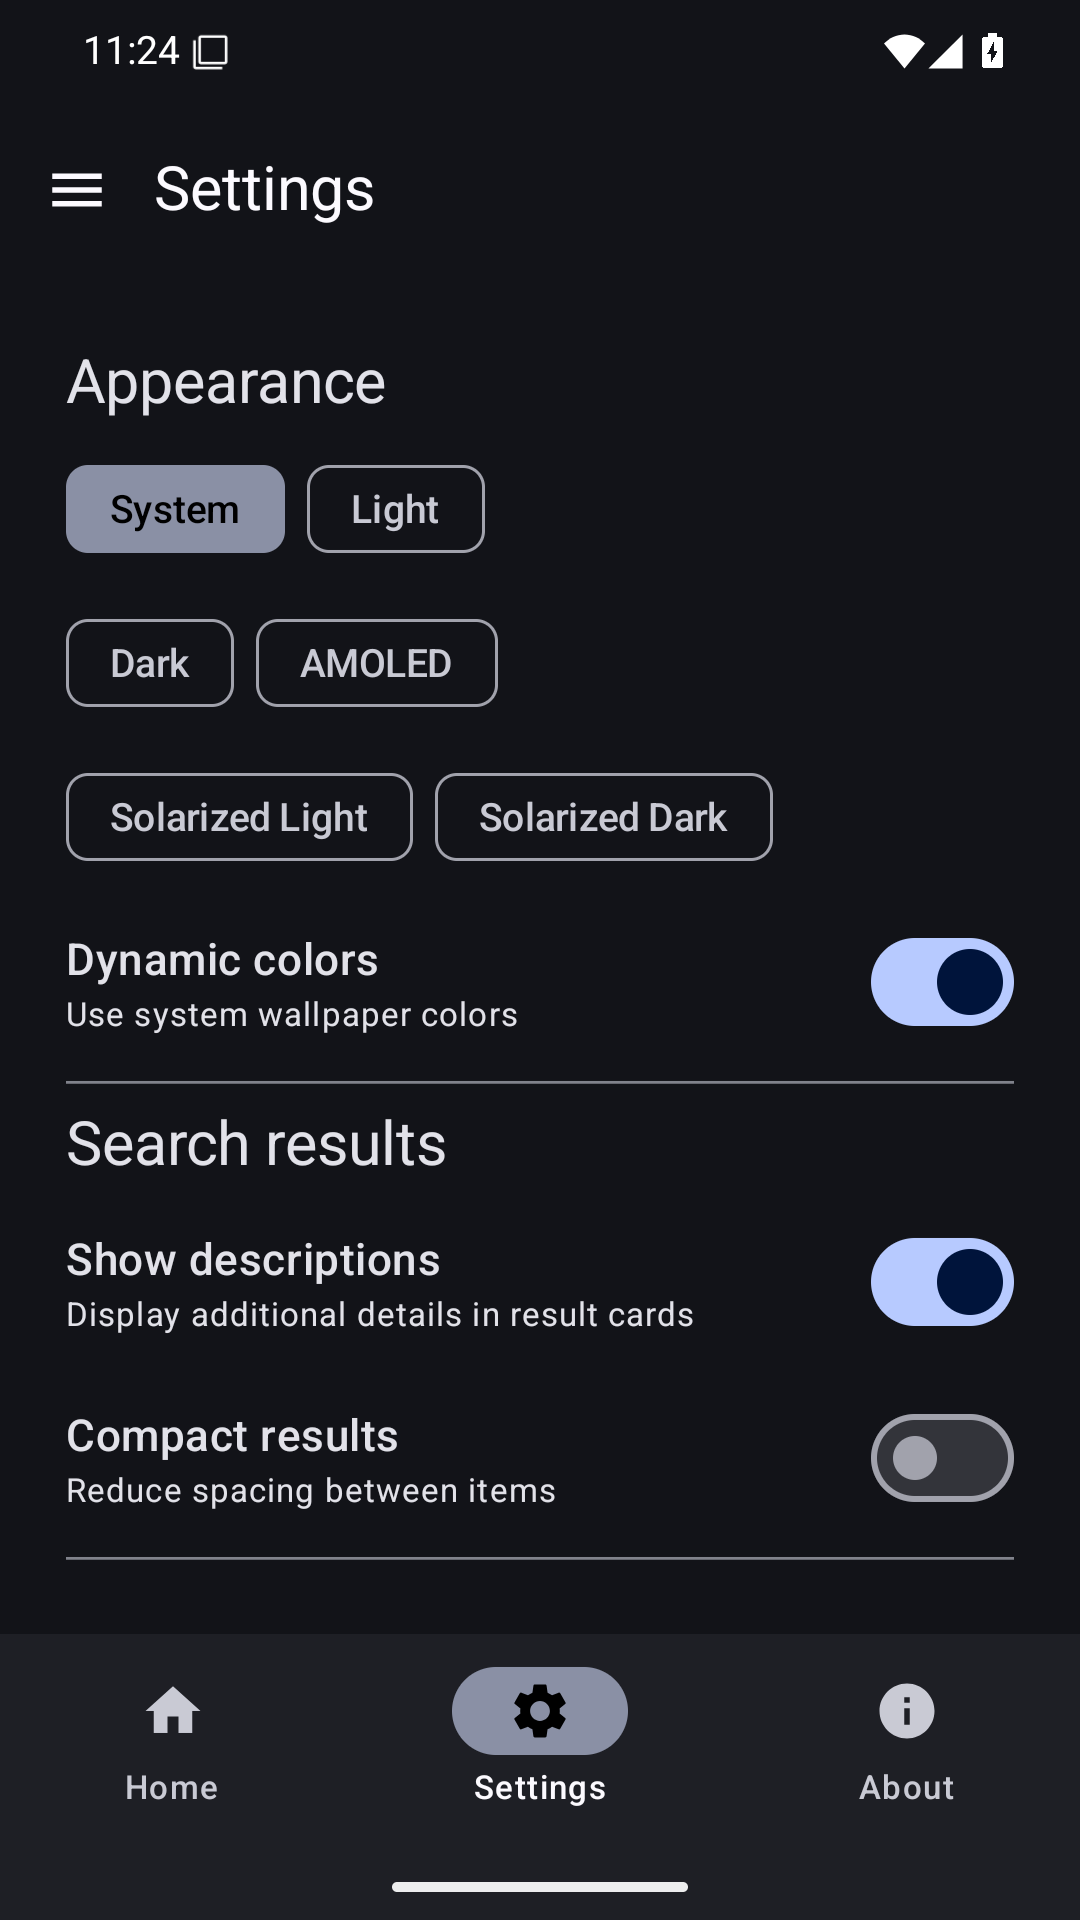 11:24
Settings
Appearance
System
Light
Dark
AMOLED
Solarized Light
Solarized Dark
Dynamic colors
Use system wallpaper colors
Search results
Show descriptions
Display additional details in result cards
Compact results
Reduce spacing between items
Home
Settings
About